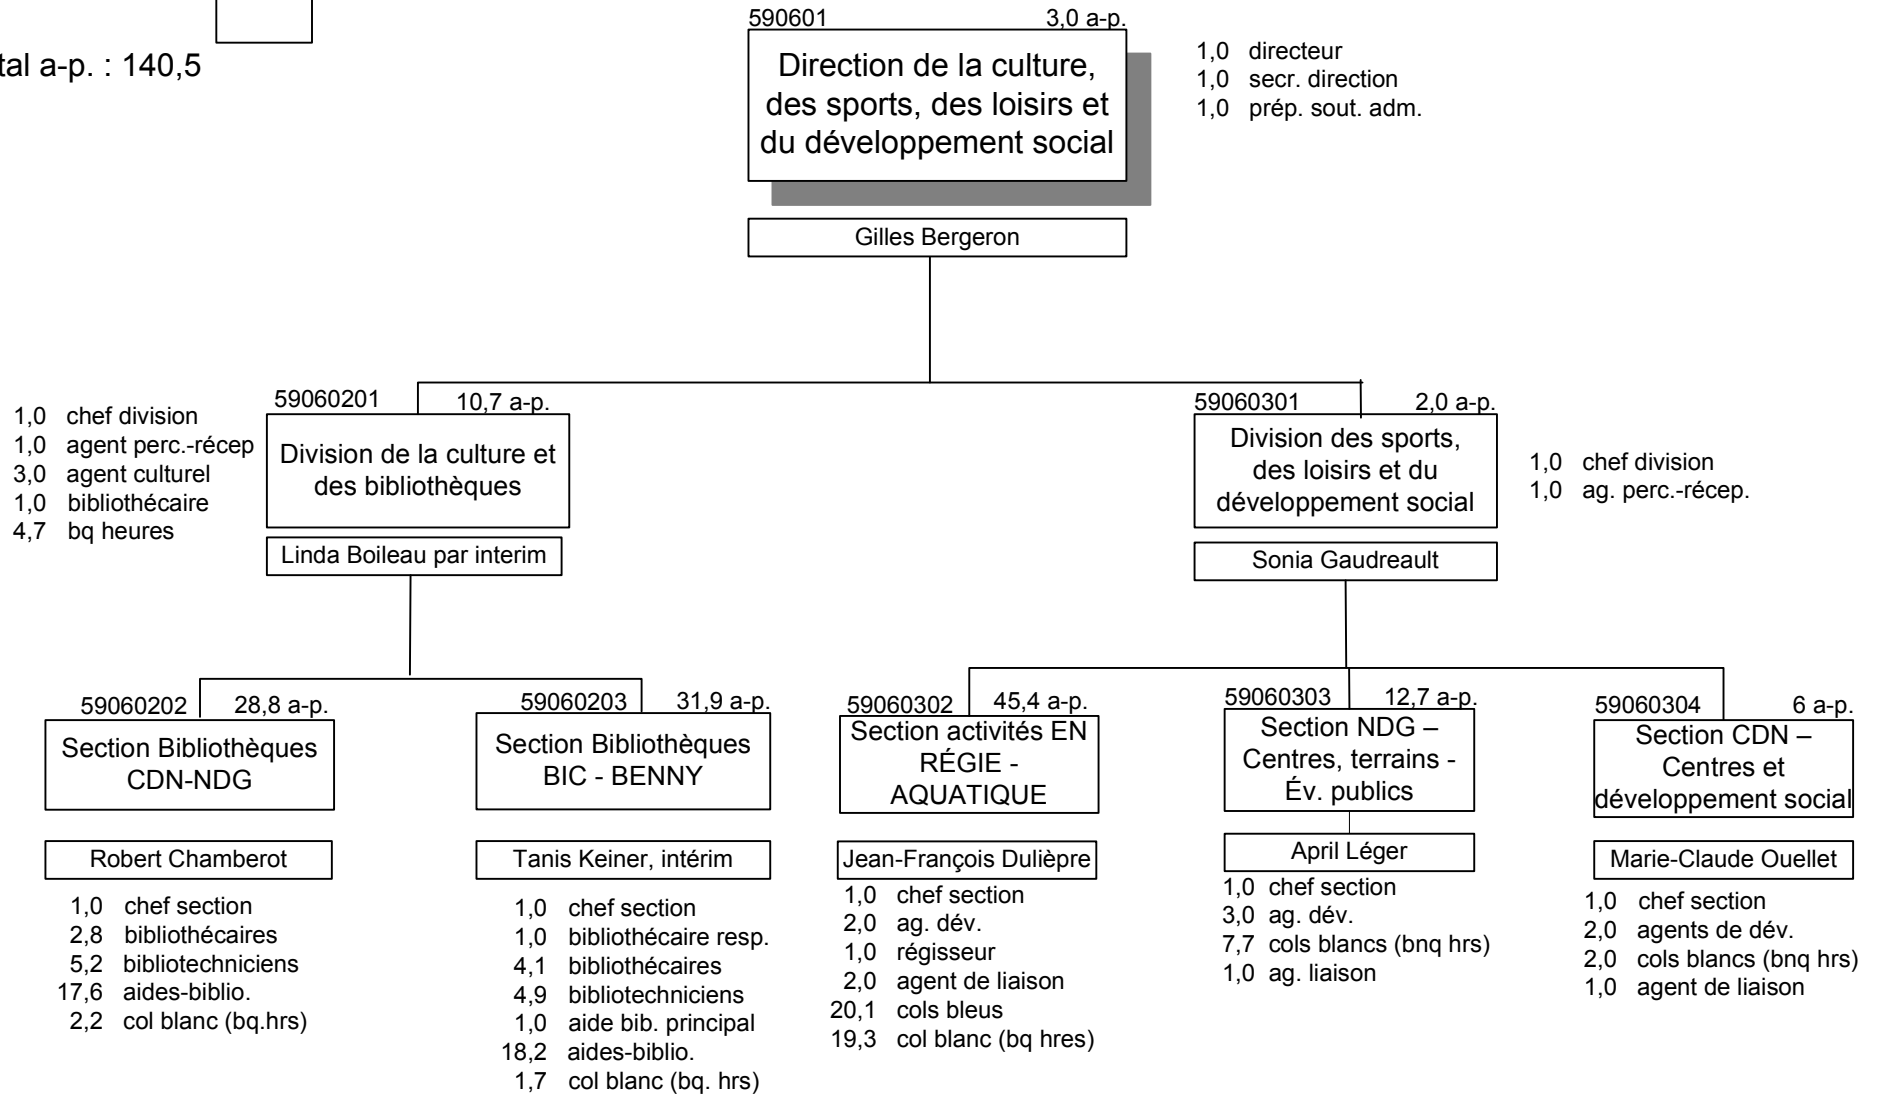 tal a-p. : 140,5
590601 3,0 a-p.
Direction de la culture,
des sports, des loisirs et
du développement social
1,0 directeur
1,0 secr. direction
1,0 prép. sout. adm.
Gilles Bergeron
1,0 chef division
1,0 agent perc.-récep
3,0 agent culturel
1,0 bibliothécaire
4,7 bq heures
59060201 10,7 a-p.
Division de la culture et
des bibliothèques
Linda Boileau par interim
59060301 2,0 a-p.
Division des sports,
des loisirs et du
développement social
Sonia Gaudreault
1,0 chef division
1,0 ag. perc.-récep.
59060202 28,8 a-p.
Section Bibliothèques
CDN-NDG
Robert Chamberot
1,0 chef section
2,8 bibliothécaires
5,2 bibliotechniciens
17,6 aides-biblio.
2,2 col blanc (bq.hrs)
59060203 31,9 a-p.
Section Bibliothèques
BIC - BENNY
Tanis Keiner, intérim
1,0 chef section
1,0 bibliothécaire resp.
4,1 bibliothécaires
4,9 bibliotechniciens
1,0 aide bib. principal
18,2 aides-biblio.
1,7 col blanc (bq. hrs)
59060302 45,4 a-p.
Section activités EN
RÉGIE -
AQUATIQUE
Jean-François Dulièpre
1,0 chef section
2,0 ag. dév.
1,0 régisseur
2,0 agent de liaison
20,1 cols bleus
19,3 col blanc (bq hres)
59060303 12,7 a-p.
Section NDG –
Centres, terrains -
Év. publics
April Léger
1,0 chef section
3,0 ag. dév.
7,7 cols blancs (bnq hrs)
1,0 ag. liaison
59060304 6 a-p.
Section CDN –
Centres et
développement social
Marie-Claude Ouellet
1,0 chef section
2,0 agents de dév.
2,0 cols blancs (bnq hrs)
1,0 agent de liaison